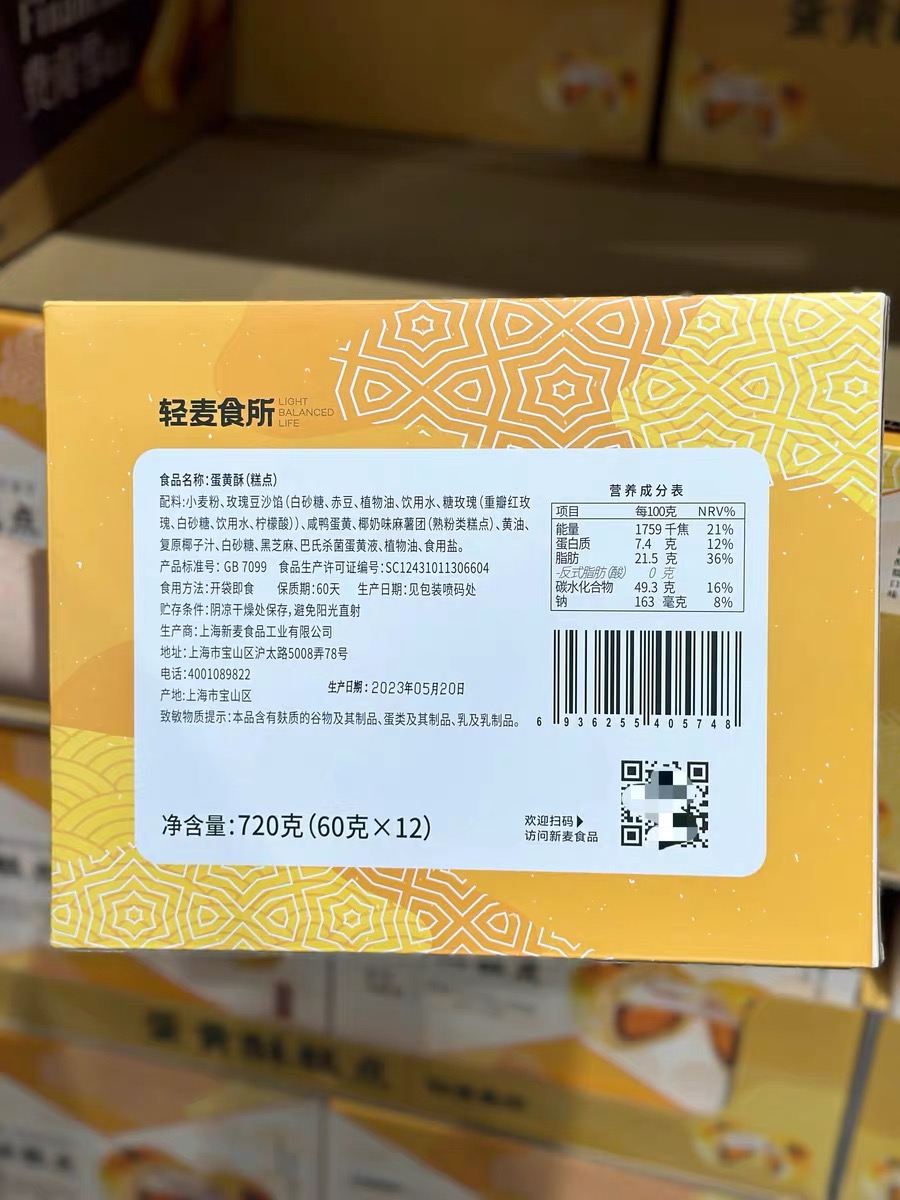 轻麦食所
LIGHT
BALANCED
LIFE
食品名称:蛋黄酥(糕点)
配料:小麦粉、玫瑰豆沙馅(白砂糖、赤豆、植物油、饮用水、糖玫瑰(重瓣红玫
瑰、白砂糖、饮用水、柠檬酸))、咸鸭蛋黄、椰奶味麻薯团(熟粉类糕点)、黄油、
复原椰子汁、白砂糖、黑芝麻、巴氏杀菌蛋黄液、植物油、食用盐。
产品标准号:GB 7099 食品生产许可证编号:SC12431011306604
食用方法:开袋即食 保质期:60天 生产日期:见包装喷码处
贮存条件:阴凉干燥处保存,避免阳光直射
生产商:上海新麦食品工业有限公司
地址:上海市宝山区沪太路5008弄78号
电话:4001089822
产地:上海市宝山区
生产日期:2023年05月20日
致敏物质提示:本品含有麸质的谷物及其制品、蛋类及其制品、乳及乳制品。
净含量:720克(60克×12)
营养成分表
项目 每100克 NRV%
能量 1759 千焦 21%
蛋白质 7.4 克 12%
脂肪 21.5 克 36%
-反式脂肪(酸) 0 克
碳水化合物 49.3 克 16%
钠 163 毫克 8%
6 936255 405748
欢迎扫码▶
访问新麦食品
蛋黄酥糕点